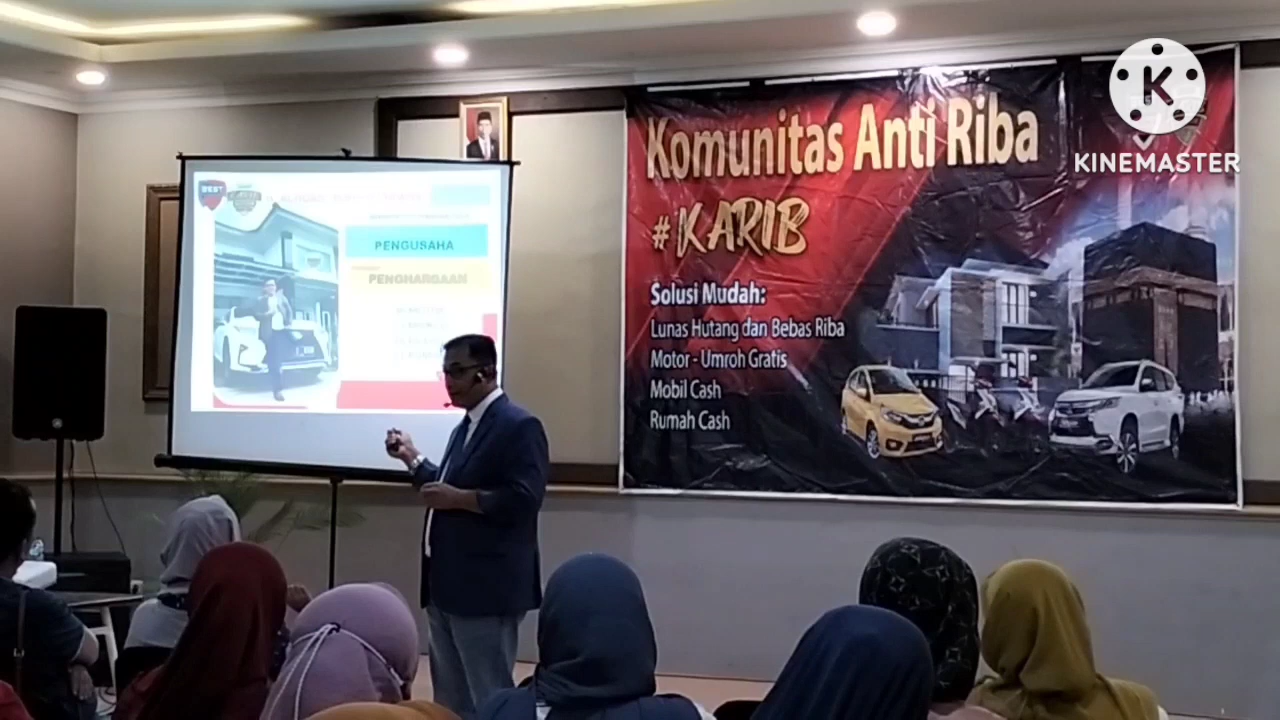 Komunitas Anti Riba
#KARIB
Solusi Mudah:
Lunas Hutang dan Bebas Riba
Motor - Umroh Gratis
Mobil Cash
Rumah Cash
K
KINEMASTER
BEST
PENGUSAHA
PENGHARGAAN